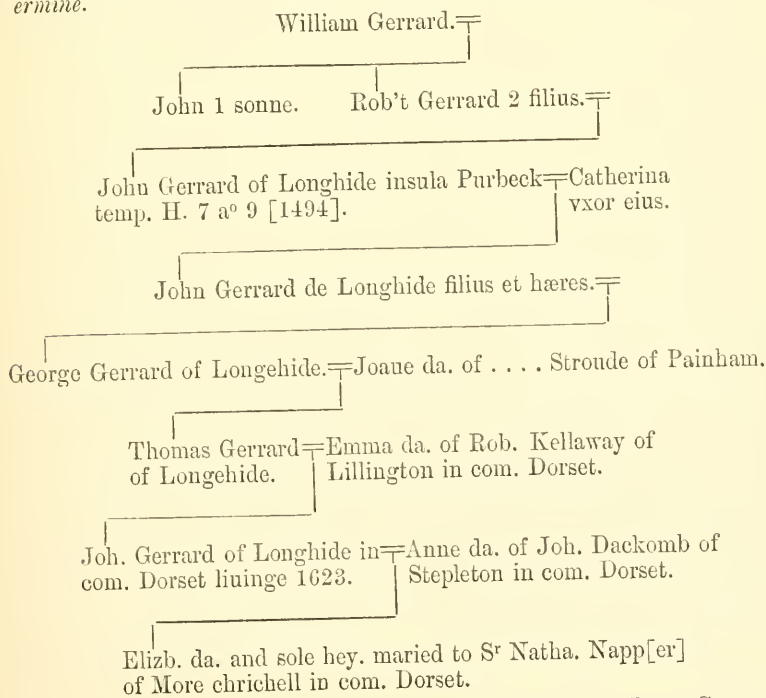 ermine.
William Gerrard.
John 1 sonne. Rob't Gerrard 2 filius.
John Gerrard of Longhide insula Purbeck=Catherina
temp. H. 7 aº 9 [1494]. vxor eius.
John Gerrard de Longhide filius et hæres.
George Gerrard of Longehide.=Joane da. of . . . . Stroude of Painham.
Thomas Gerrard=Emma da. of Rob. Kellaway of
of Longehide. Lillington in com. Dorset.
Joh. Gerrard of Longhide in=Anne da. of Joh. Dackomb of
com. Dorset liuinge 1623. Stepleton in com. Dorset.
Elizb. da. and sole hey. maried to Sʳ Natha. Napp[er]
of More chrichell in com. Dorset.